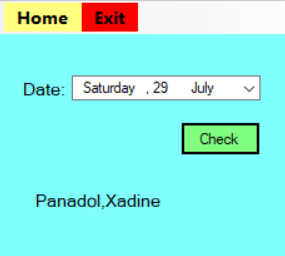 Home Exit
Date: Saturday , 29 July
Check
Panadol,Xadine